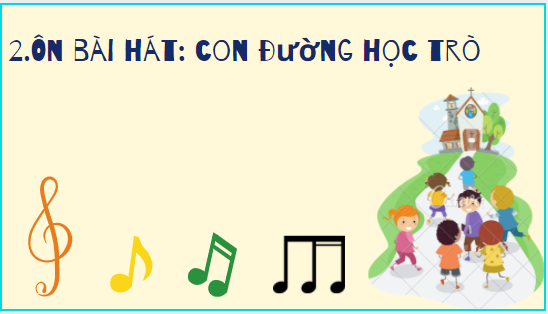 2.ÔN BÀI HÁT: CON ĐƯỜNG HỌC TRÒ